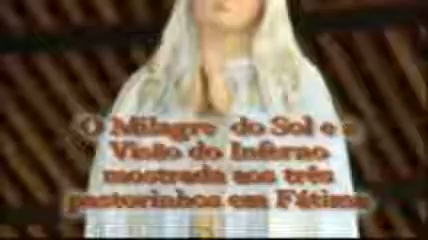 O Milagre do Sol e a
Visão do Inferno
mostrada aos três
pastorinhos em Fátima